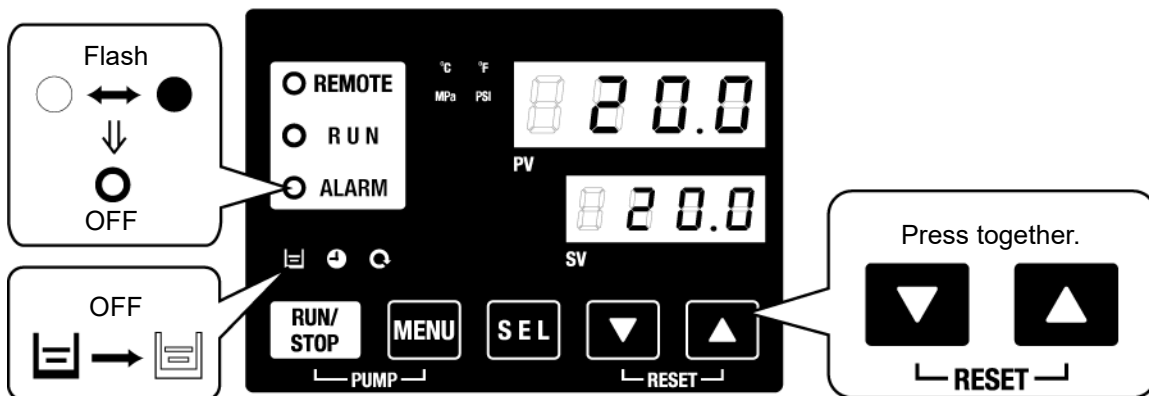 Flash
OFF
OFF
REMOTE
RUN
ALARM
°C °F
MPa PSI
20.0
PV
20.0
SV
RUN/
STOP
MENU
SEL
PUMP
RESET
Press together.
RESET